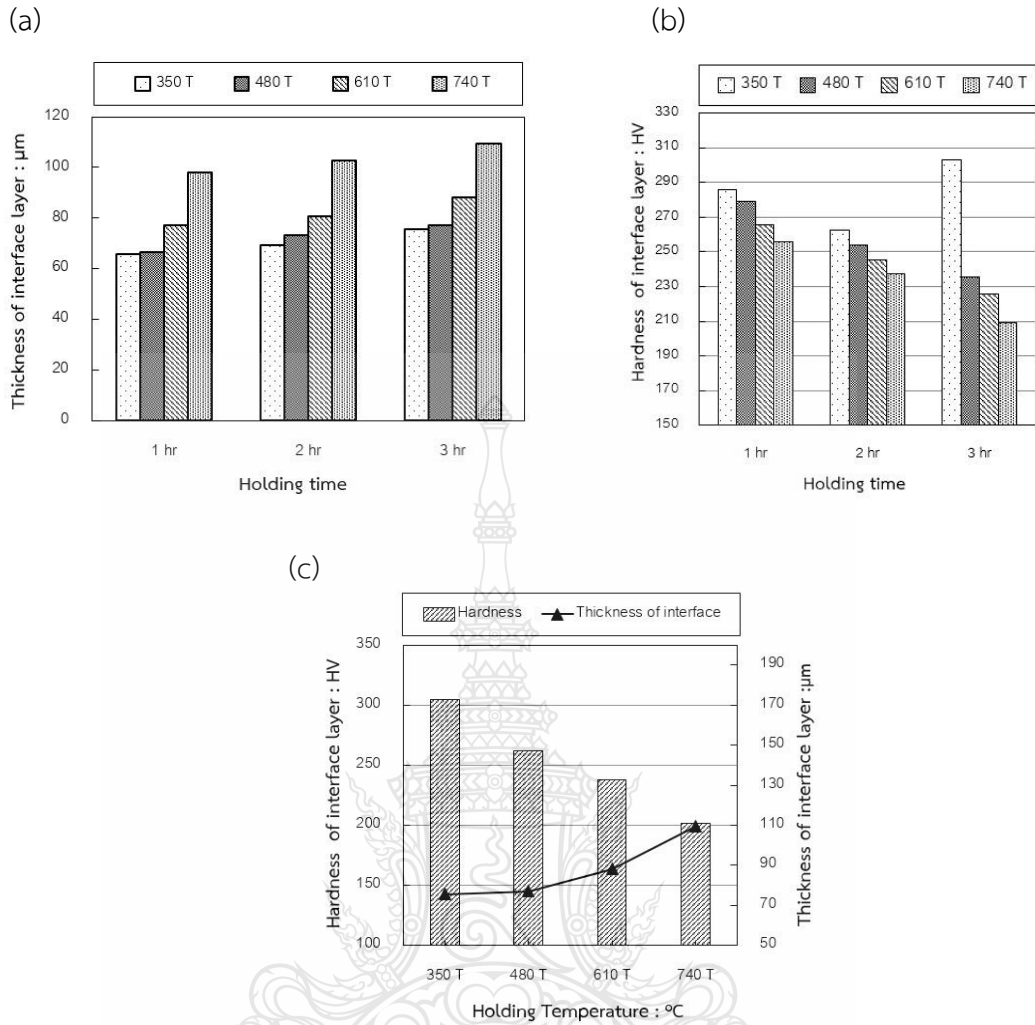 (a)
350 T 480 T 610 T 740 T
120
100
80
60
40
20
0
Thickness of interface layer : µm
1 hr 2 hr 3 hr
Holding time
(b)
350 T 480 T 610 T 740 T
330
310
290
270
250
230
210
190
170
150
Hardness of interface layer : HV
1 hr 2 hr 3 hr
Holding time
(c)
Hardness Thickness of interface
350
300
250
200
150
100
Hardness of interface layer : HV
190
170
150
130
110
90
70
50
Thickness of interface layer :µm
350 T 480 T 610 T 740 T
Holding Temperature : ºC